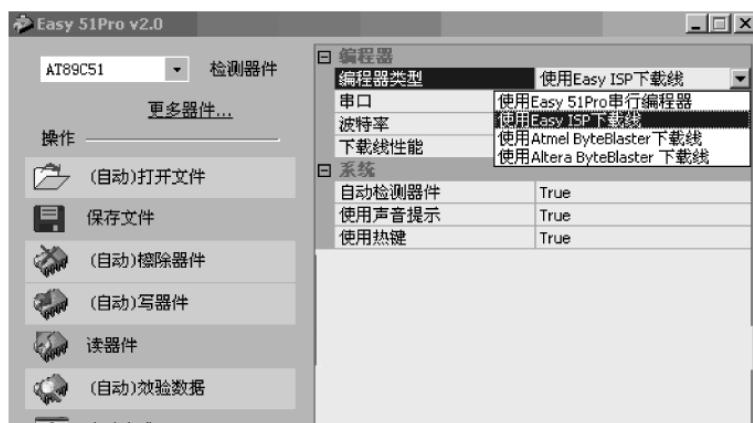 Easy 51Pro v2.0
AT89C51
检测器件
更多器件...
操作
(自动)打开文件
保存文件
(自动)擦除器件
(自动)写器件
读器件
(自动)效验数据
编程器
编程器类型
使用Easy ISP下载线
串口
波特率
下载线性能
使用Easy 51Pro串行编程器
使用Easy ISP下载线
使用Atmel ByteBlaster下载线
使用Altera ByteBlaster 下载线
系统
自动检测器件
True
使用声音提示
True
使用热键
True